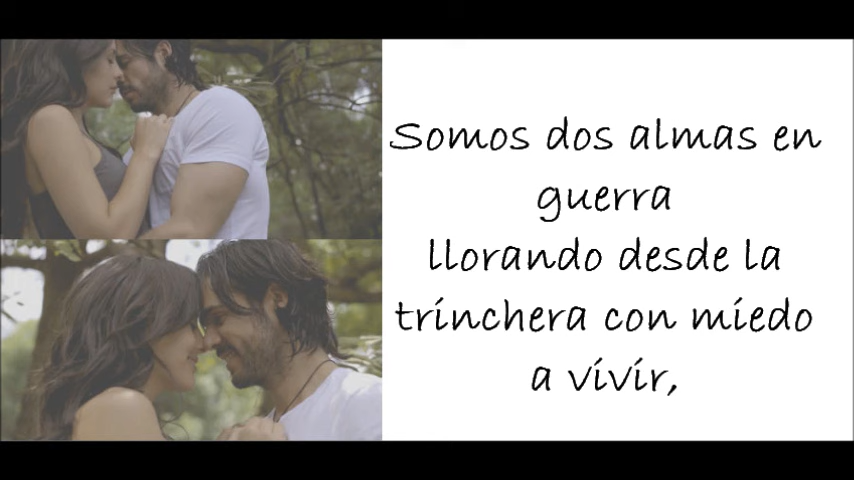 Somos dos almas en
guerra
llorando desde la
trinchera con miedo
a vivir,